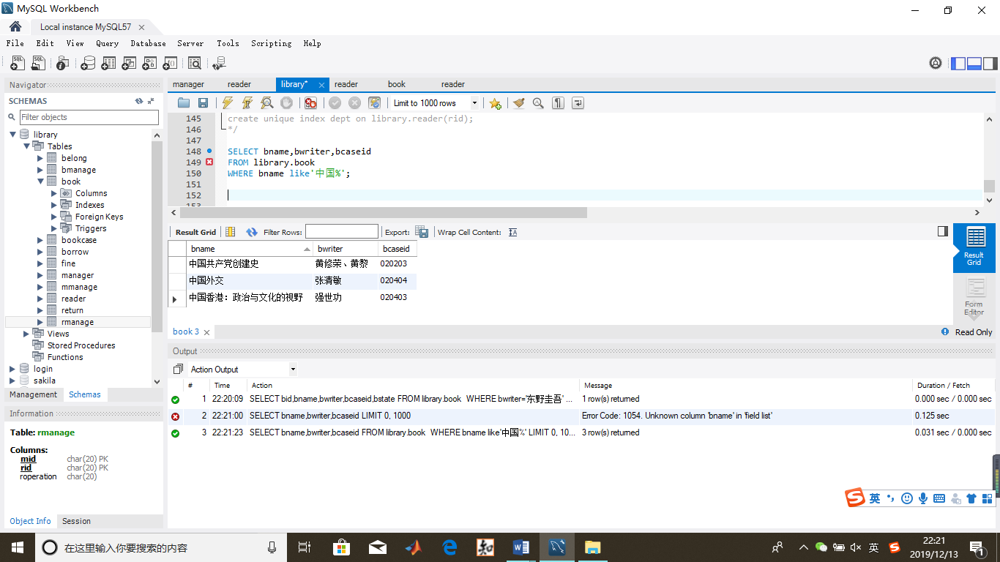 MySQL Workbench
Local instance MySQL57
File Edit View Query Database Server Tools Scripting Help
Navigator
SCHEMAS
Filter objects
library
Tables
belong
bmanage
book
Columns
Indexes
Foreign Keys
Triggers
bookcase
borrow
fine
manager
mmanage
reader
return
rmanage
Views
Stored Procedures
Functions
login
sakila
Management Schemas
Information
Table: rmanage
Columns:
mid char(20) PK
rid char(20) PK
roperation char(20)
Object Info Session
manager reader library* reader book reader
Limit to 1000 rows
145 create unique index dept on library.reader(rid);
146 */
147
148 SELECT bname,bwriter,bcaseid
149 FROM library.book
150 WHERE bname like'中国%';
151
152
153
Result Grid Filter Rows: Export: Wrap Cell Content:
bname bwriter bcaseid
中国共产党创建史 黄修荣、黄黎 020203
中国外交 张清敏 020404
中国香港：政治与文化的视野 强世功 020403
Result Grid
Form Editor
book 3
Read Only
Output
Action Output
# Time Action Message Duration / Fetch
1 22:20:09 SELECT bid,bname,bwriter,bcaseid,bstate FROM library.book WHERE bwriter='东野圭吾' ... 1 row(s) returned 0.000 sec / 0.000 sec
2 22:21:00 SELECT bname,bwriter,bcaseid LIMIT 0, 1000 Error Code: 1054. Unknown column 'bname' in 'field list' 0.125 sec
3 22:21:23 SELECT bname,bwriter,bcaseid FROM library.book WHERE bname like'中国%' LIMIT 0, 10... 3 row(s) returned 0.031 sec / 0.000 sec
S 英
在这里输入你要搜索的内容
知
英
22:21
2019/12/13
1